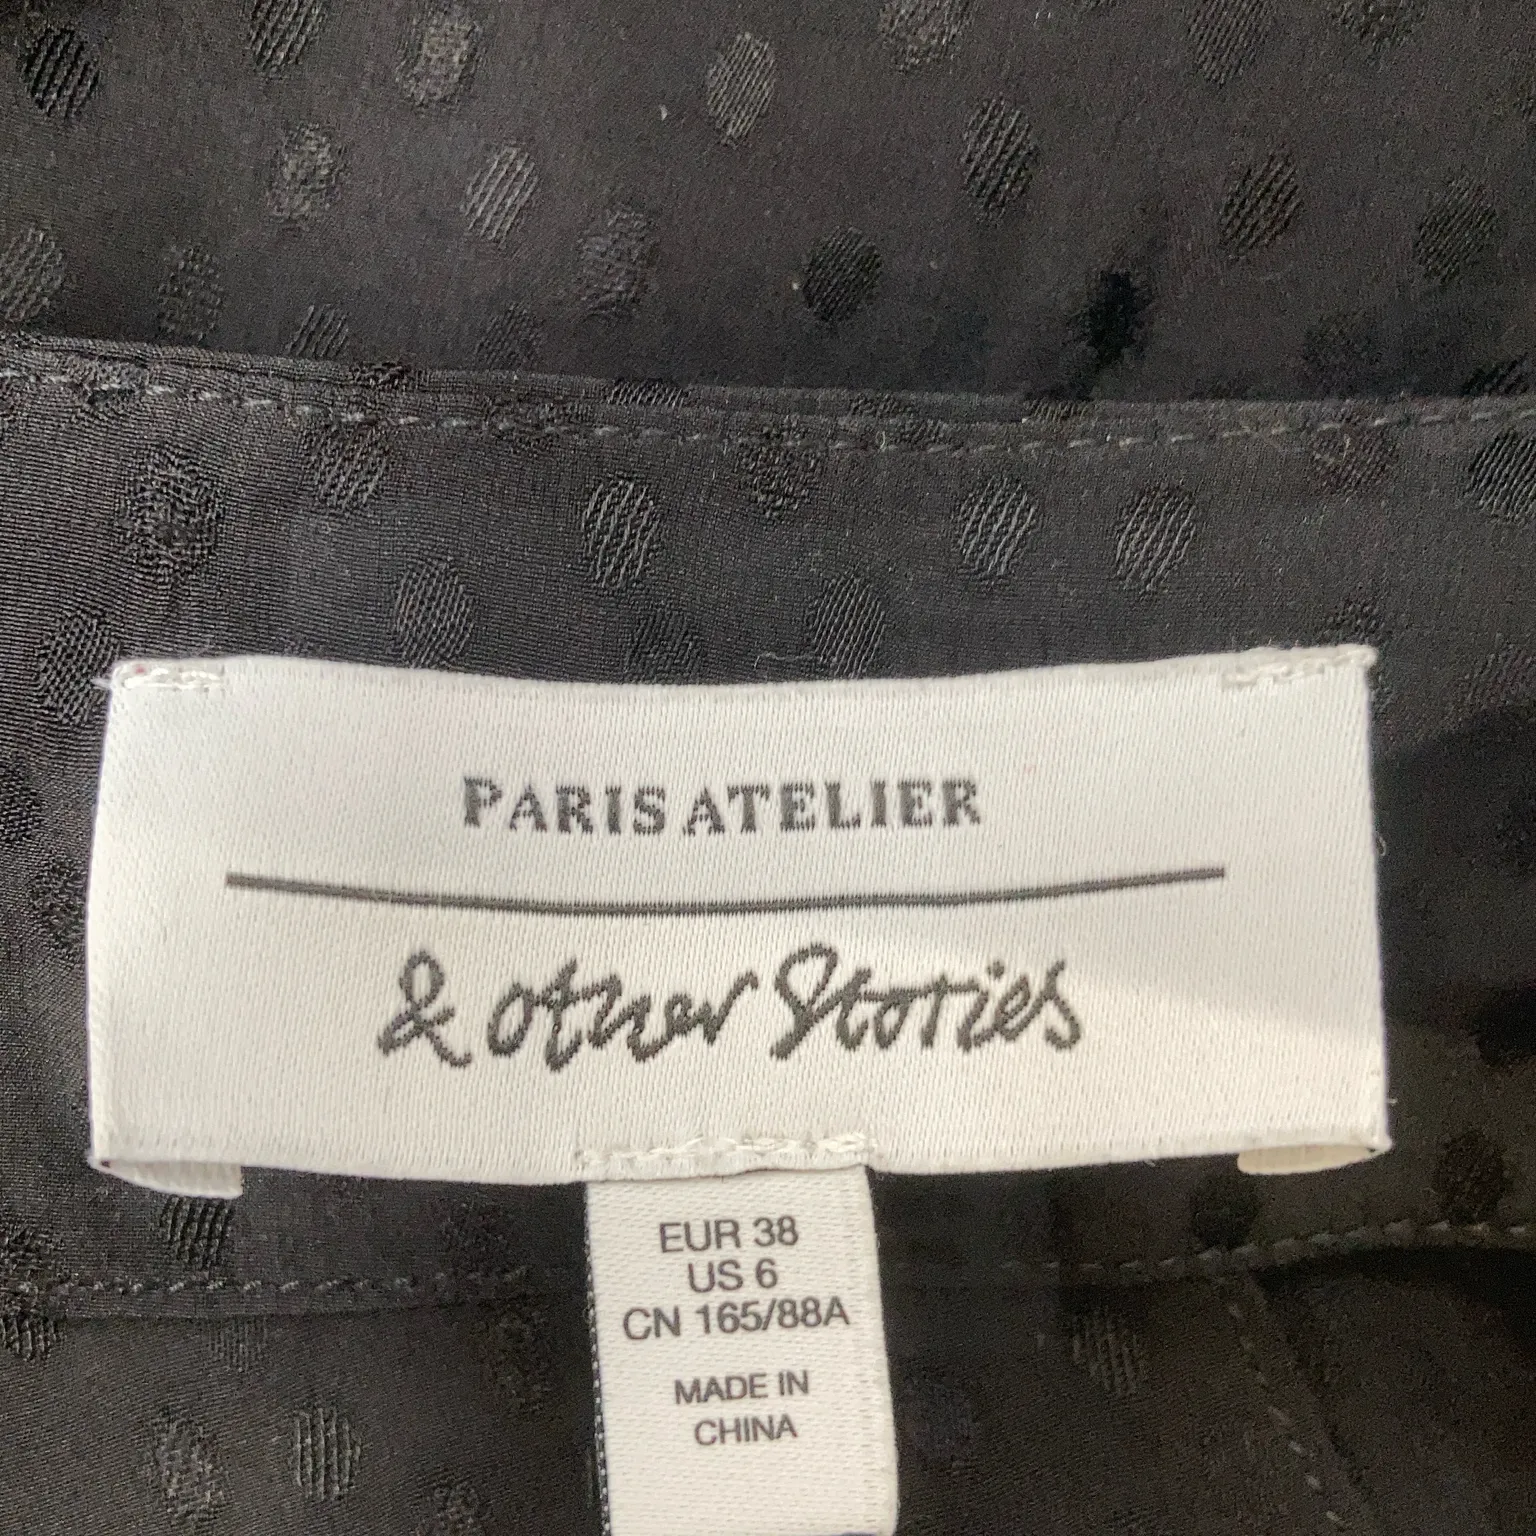 PARIS ATELIER
& other Stories
EUR 38
US 6
CN 165/88A
MADE IN
CHINA